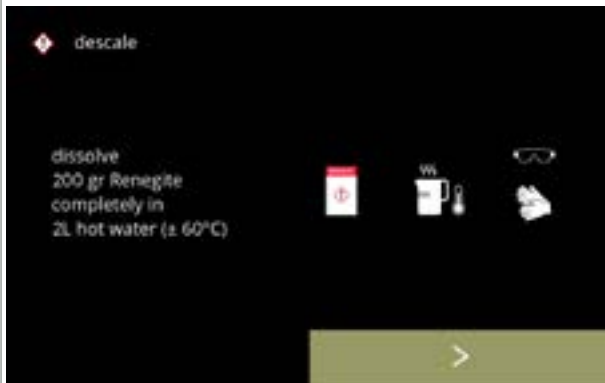 descale
dissolve
200 gr Renegite
completely in
2L hot water (± 60°C)
>